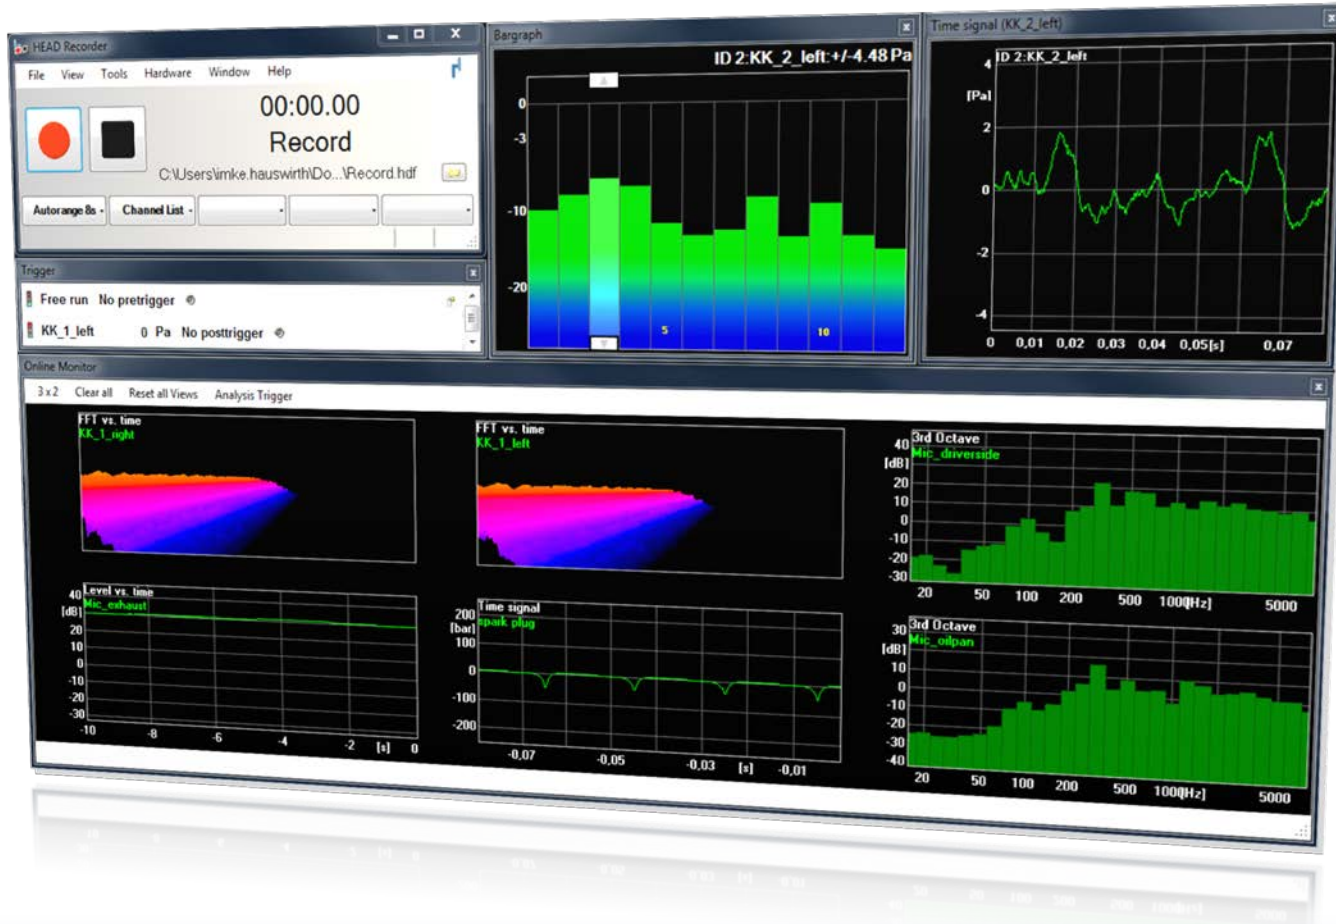 HEAD Recorder
File View Tools Hardware Window Help
00:00.00
Record
C:\Users\imke.hauswirth\Do...\Record.hdf
Autorange 8s Channel List
Trigger
Free run No pretrigger
KK_1_left 0 Pa No posttrigger
Bargraph
ID 2:KK_2_left:+/-4.48 Pa
0
-3
-10
-20
5 10
Time signal (KK_2_left)
ID 2:KK_2_left
4
[Pa]
2
0
-2
-4
0 0,01 0,02 0,03 0,04 0,05[s] 0,07
Online Monitor
3 x 2 Clear all Reset all Views Analysis Trigger
FFT vs. time
KK_1_right
FFT vs. time
KK_1_left
3rd Octave
Mic_driverside
40
[dB]
20
10
0
-10
-20
-30
20 50 100 200 500 1000[Hz] 5000
Level vs. time
Mic_exhaust
40
[dB]
20
10
0
-10
-20
-30
-10 -8 -6 -4 -2 [s] 0
Time signal
spark plug
200
[bar]
100
0
-100
-200
-0,07 -0,05 -0,03 [s] -0,01
3rd Octave
Mic_oilpan
30
[dB]
10
0
-10
-20
-30
-40
20 50 100 200 500 1000[Hz] 5000